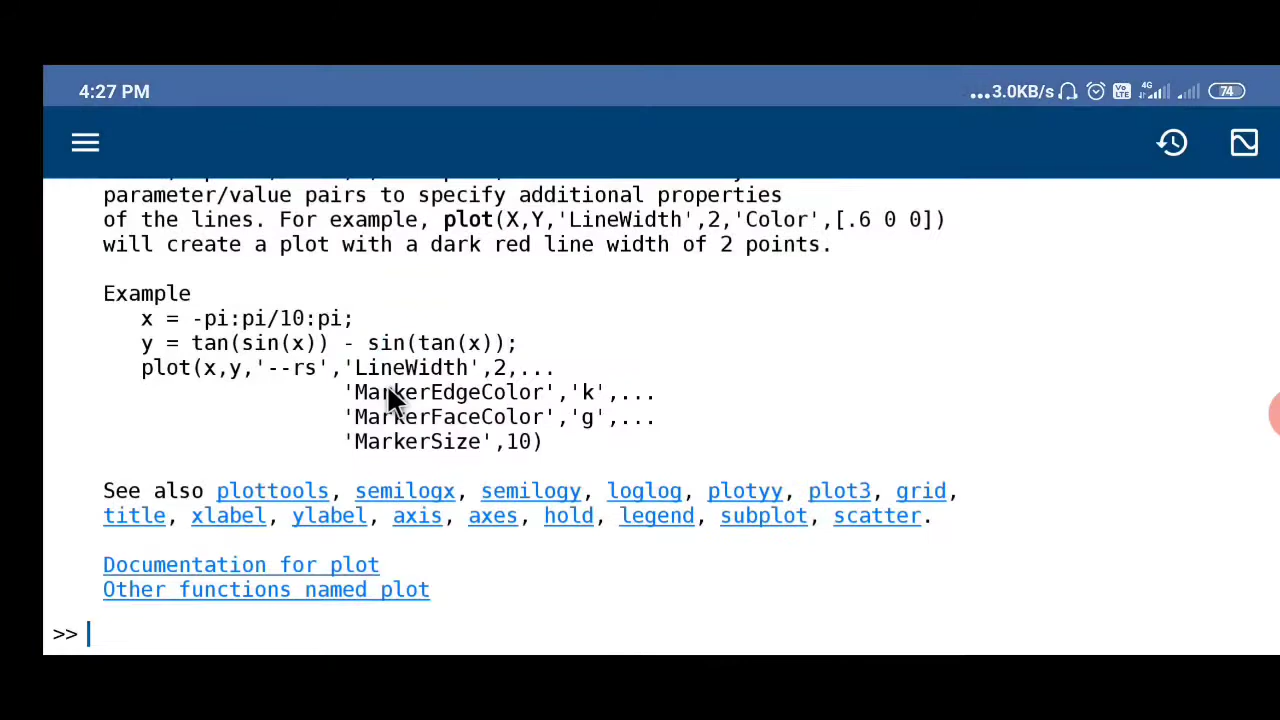 4:27 PM
...3.0KB/s 4G Vo LTE 74
parameter/value pairs to specify additional properties
of the lines. For example, plot(X,Y,'LineWidth',2,'Color',[.6 0 0])
will create a plot with a dark red line width of 2 points.
Example
x = -pi:pi/10:pi;
y = tan(sin(x)) - sin(tan(x));
plot(x,y,'--rs','LineWidth',2,...
'MarkerEdgeColor','k',...
'MarkerFaceColor','g',...
'MarkerSize',10)
See also plottools, semilogx, semilogy, loglog, plotyy, plot3, grid,
title, xlabel, ylabel, axis, axes, hold, legend, subplot, scatter.
Documentation for plot
Other functions named plot
>>